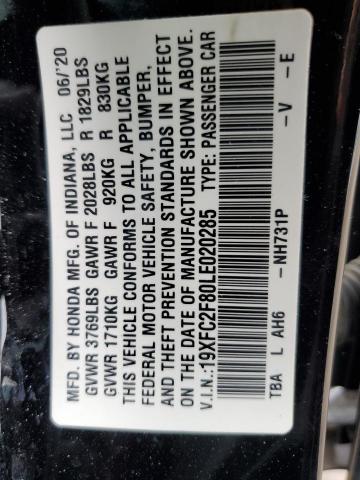 MFD. BY HONDA MFG. OF INDIANA, LLC 06/'20
GVWR 3769LBS GAWR F 2028LBS R 1829LBS
GVWR 1710KG GAWR F 920KG R 830KG
THIS VEHICLE CONFORMS TO ALL APPLICABLE
FEDERAL MOTOR VEHICLE SAFETY, BUMPER,
AND THEFT PREVENTION STANDARDS IN EFFECT
ON THE DATE OF MANUFACTURE SHOWN ABOVE.
V.I.N.:19XFC2F80LE020285 TYPE: PASSENGER CAR
TBA L AH6 -NH731P -V -E